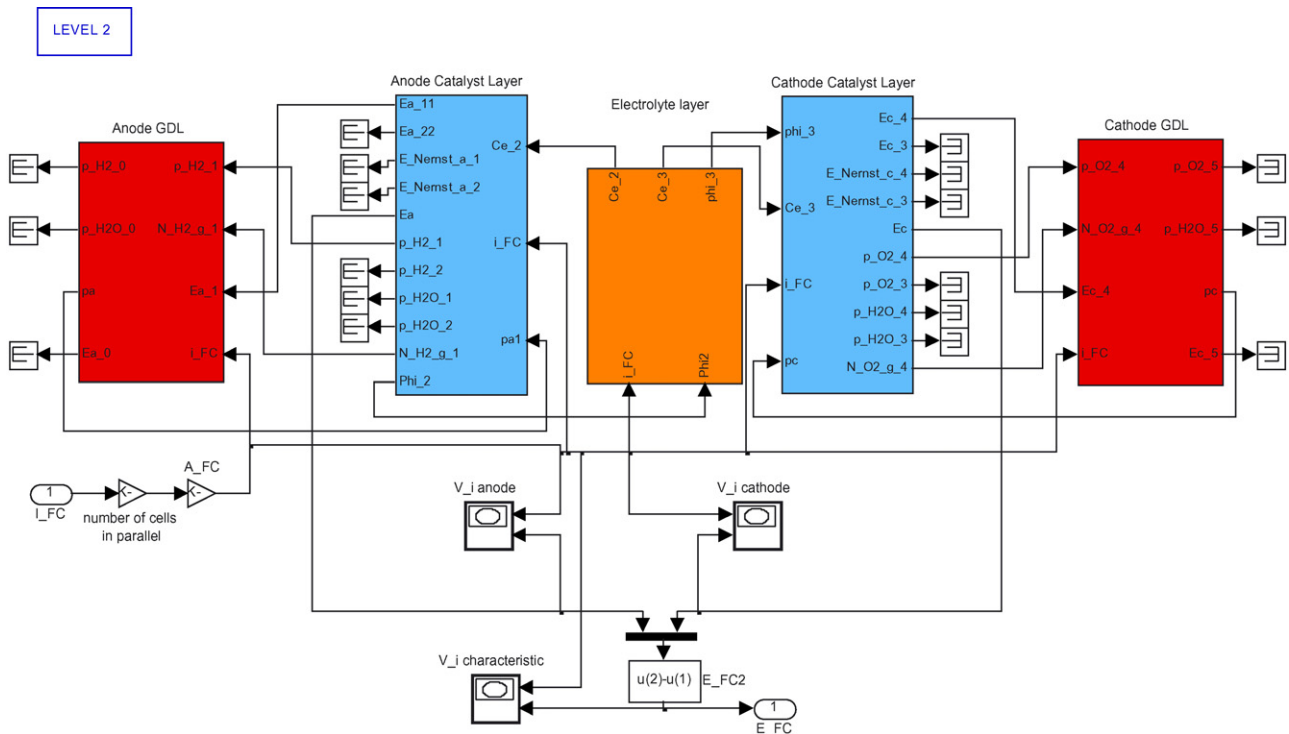 LEVEL 2
Anode GDL
p_H2_0
p_H2O_0
pa
Ea_0
p_H2_1
N_H2_g_1
Ea_1
i_FC
Anode Catalyst Layer
Ea_11
Ea_22
E_Nemst_a_1
E_Nemst_a_2
Ea
p_H2_1
p_H2_2
p_H2O_1
p_H2O_2
N_H2_g_1
Phi_2
Ce_2
i_FC
pa1
Electrolyte layer
Ce_2
Ce_3
phi_3
i_FC
Phi2
Cathode Catalyst Layer
phi_3
Ce_3
i_FC
pc
Ec_4
Ec_3
E_Nernst_c_4
E_Nernst_c_3
Ec
p_O2_4
p_O2_3
p_H2O_4
p_H2O_3
N_O2_g_4
Cathode GDL
p_O2_4
N_O2_g_4
Ec_4
i_FC
p_O2_5
p_H2O_5
pc
Ec_5
1
I_FC
<-
number of cells
in parallel
A_FC
<-
V_i anode
V_i cathode
V_i characteristic
u(2)-u(1)
E_FC2
1
E_FC